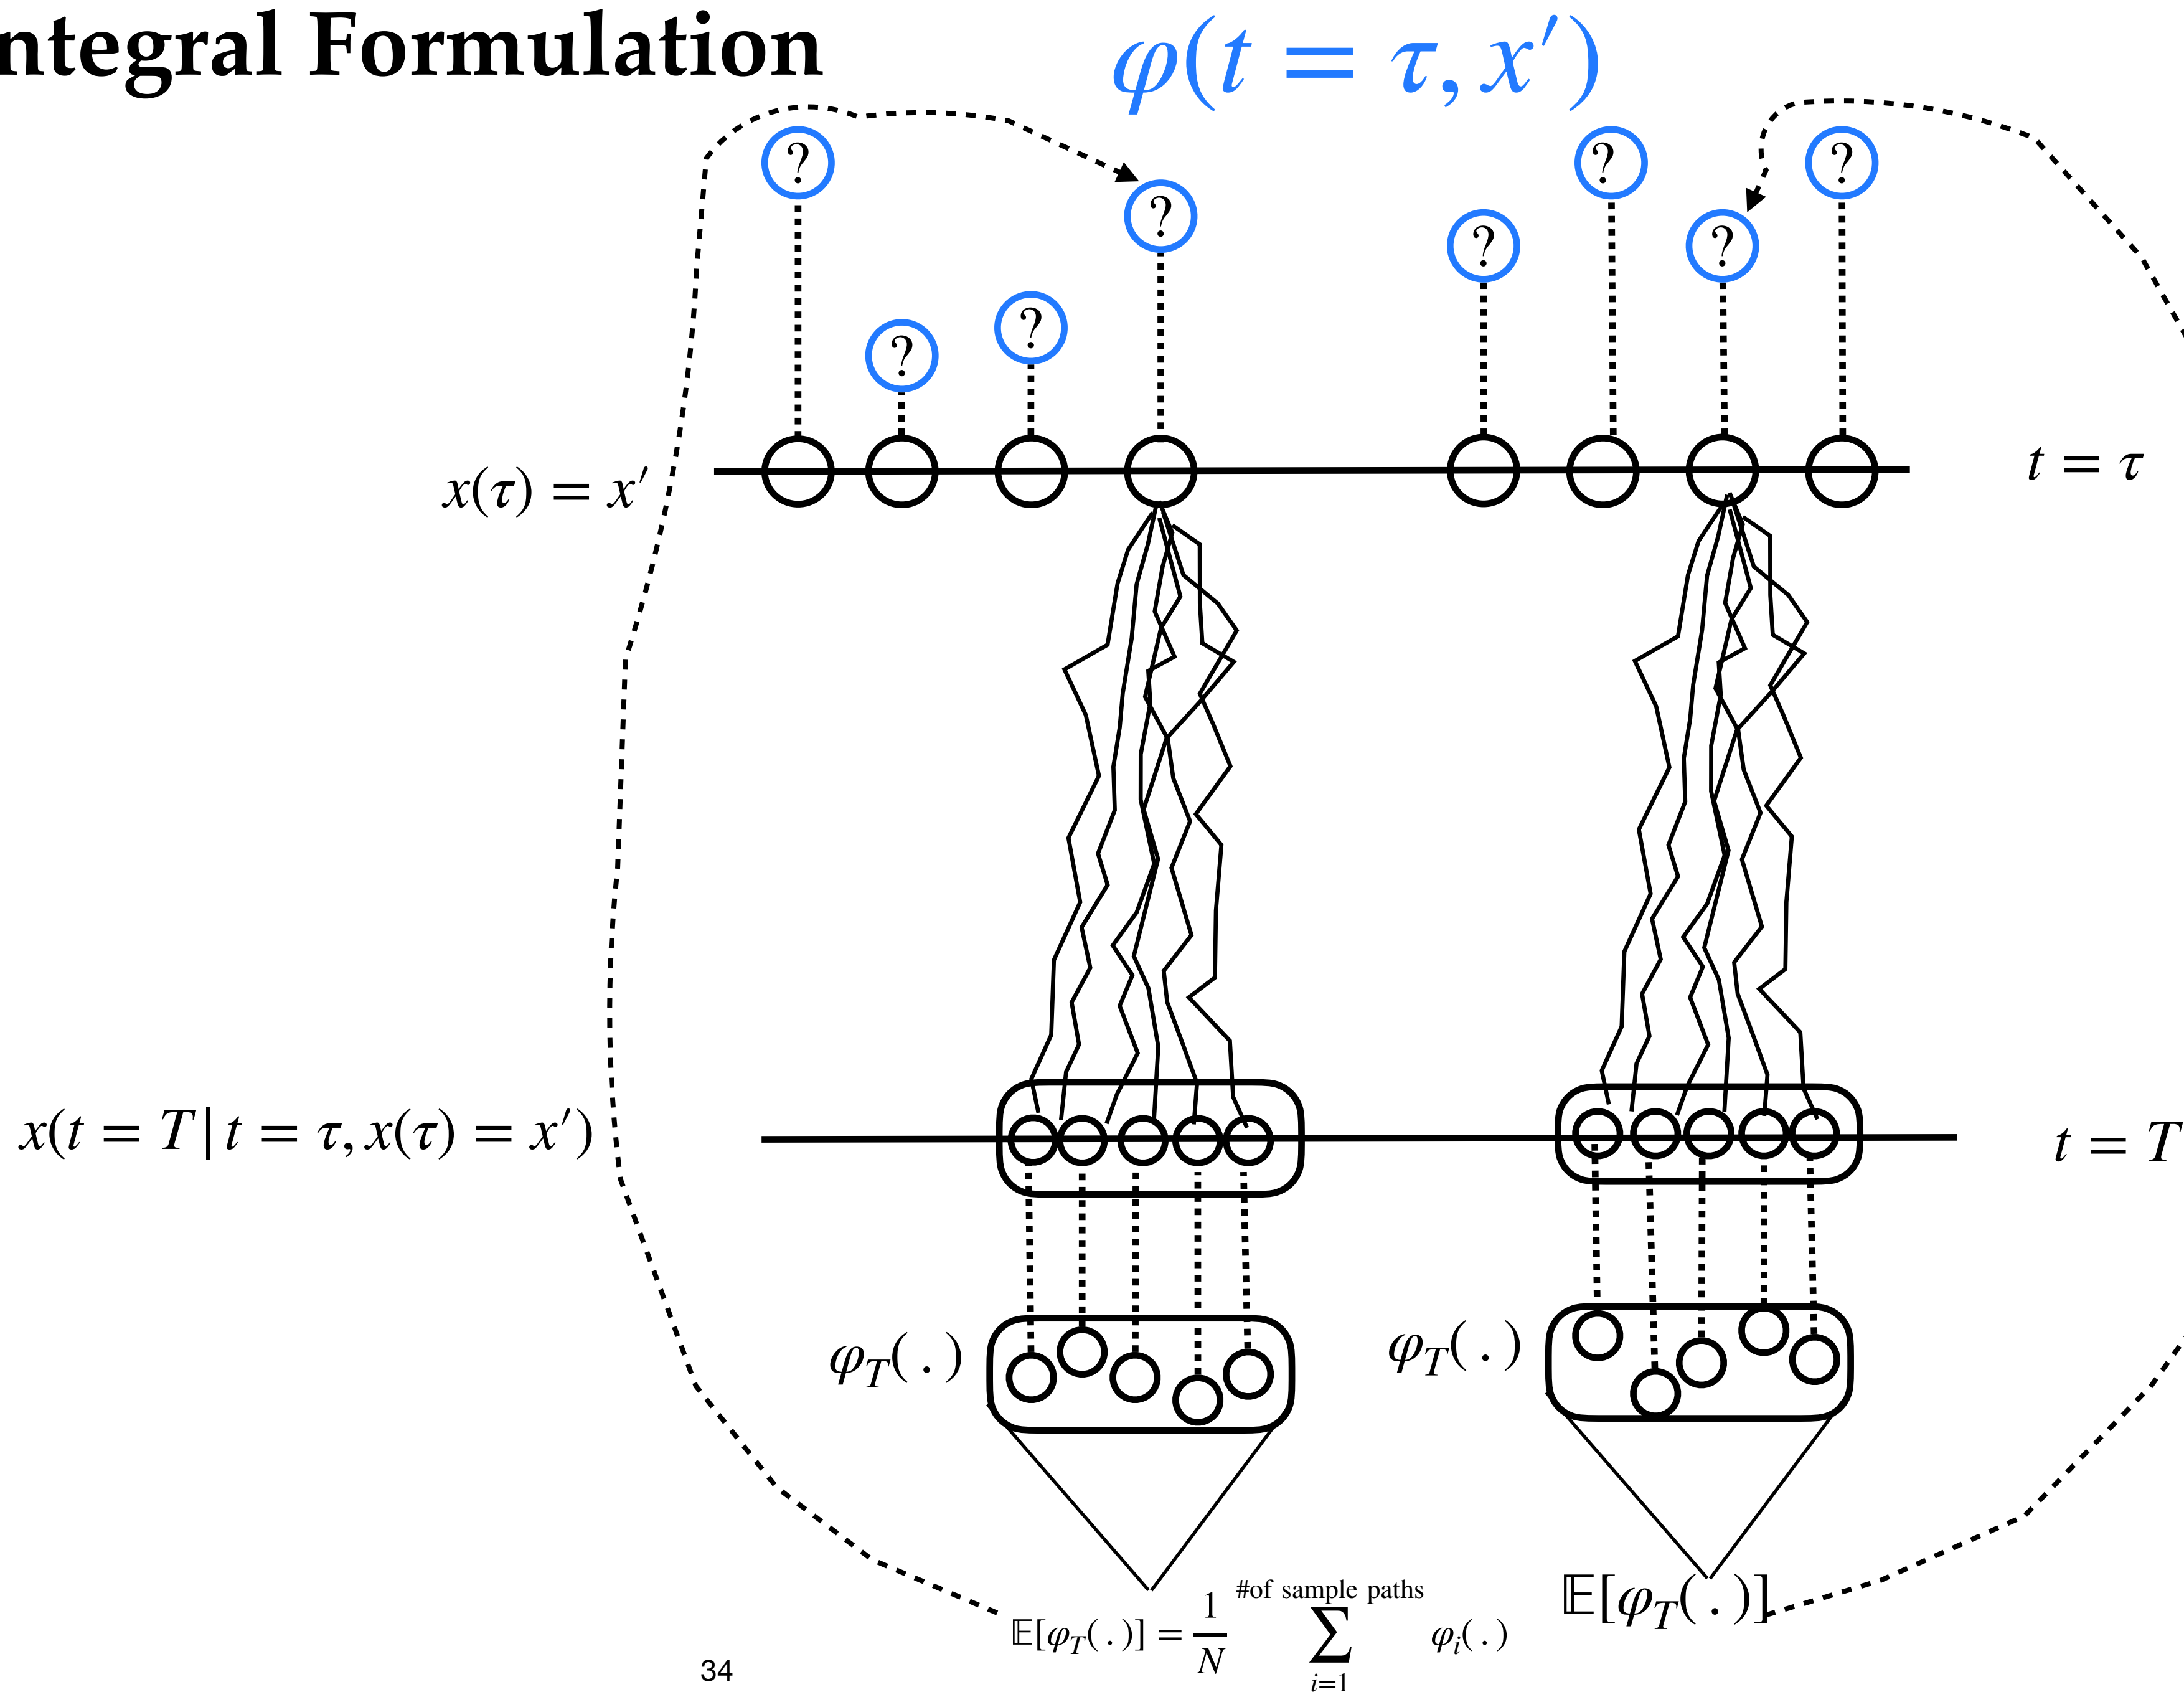 ntegral Formulation
φ(t = τ, x′)
? ? ? ?
? ?
? ?
x(τ) = x′
t = τ
x(t = T | t = τ, x(τ) = x′)
t = T
φ_T( . )
φ_T( . )
𝔼[φ_T( . )] = 1/N ∑_{i=1}^{#of sample paths} φ_i( . )
𝔼[φ_T( . )]
34